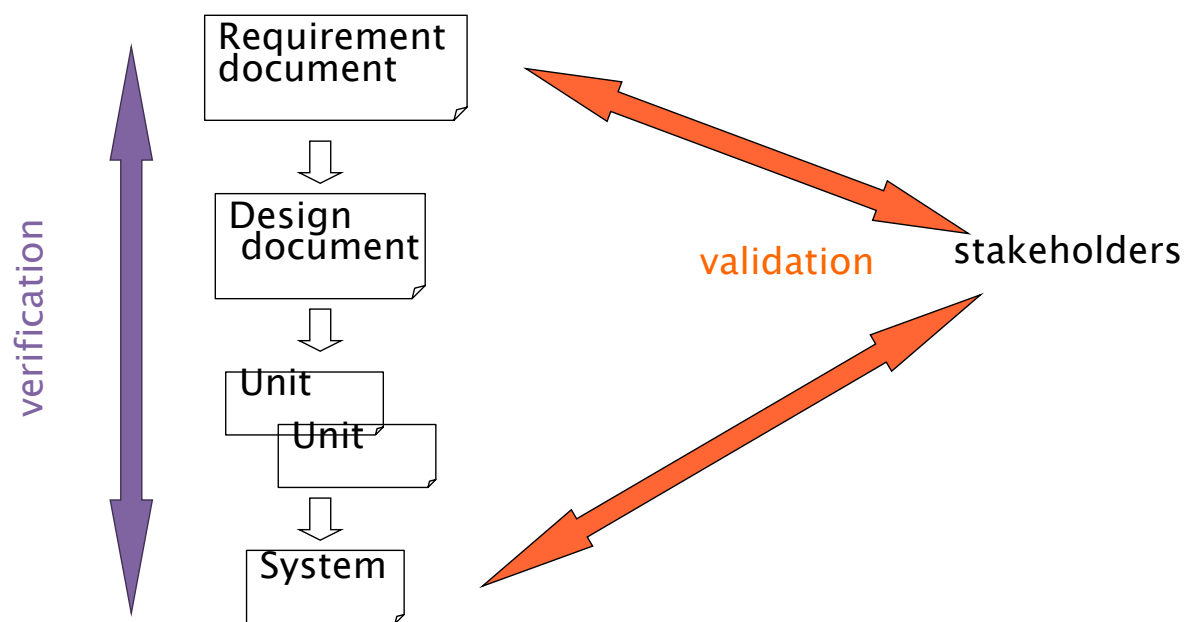 Requirement
document
Design
document
verification
validation
stakeholders
Unit
Unit
System